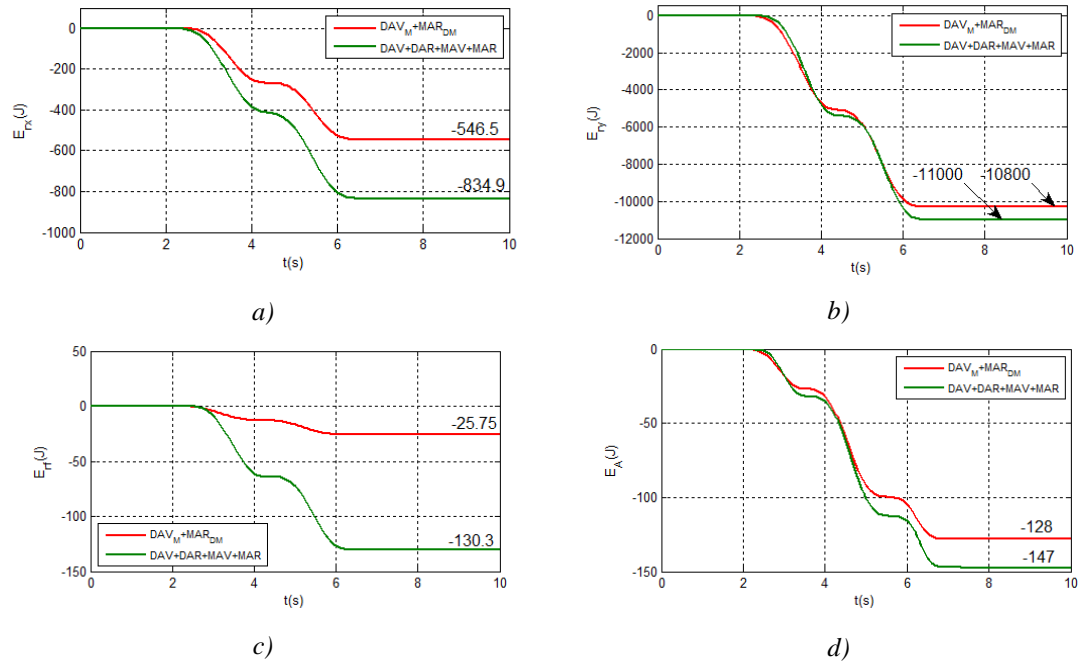 0
-200
-400
-600
-800
-1000
E_rx(J)
DAV_M+MAR_DM
DAV+DAR+MAV+MAR
-546.5
-834.9
0 2 4 6 8 10
t(s)
a)
0
-2000
-4000
-6000
-8000
-10000
-12000
E_ry(J)
DAV_M+MAR_DM
DAV+DAR+MAV+MAR
-11000 -10800
0 2 4 6 8 10
t(s)
b)
50
0
-50
-100
-150
E_rf(J)
-25.75
DAV_M+MAR_DM
DAV+DAR+MAV+MAR
-130.3
0 2 4 6 8 10
t(s)
c)
0
-50
-100
-150
E_A(J)
DAV_M+MAR_DM
DAV+DAR+MAV+MAR
-128
-147
0 2 4 6 8 10
t(s)
d)